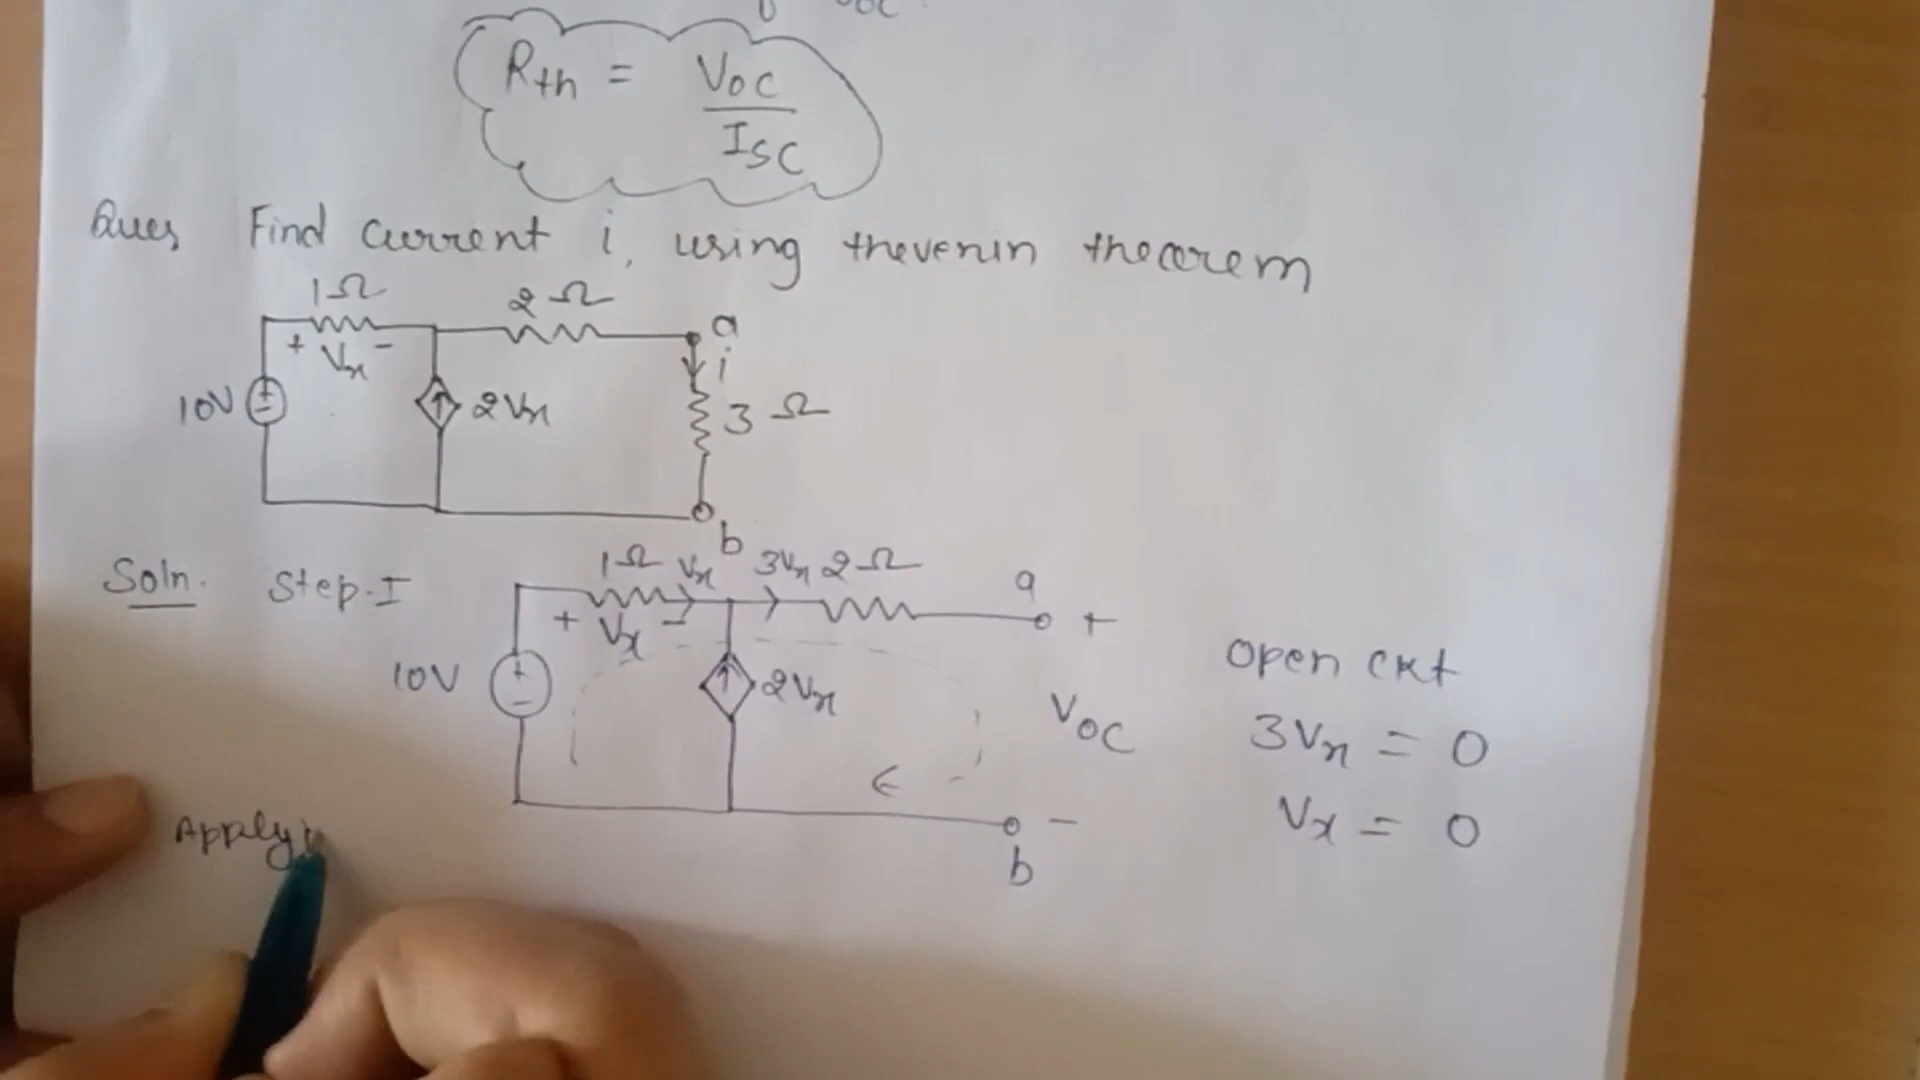 Rth = Voc / Isc
Ques, Find current i, using thevenin theorem
1Ω 2Ω a
+ Vx - i
10V 2Vx 3Ω
b
Soln. Step-I 1Ω Vx 3Vx 2Ω a
+ Vx - +
10V 2Vx Voc
b -
open ckt
3Vx = 0
Vx = 0